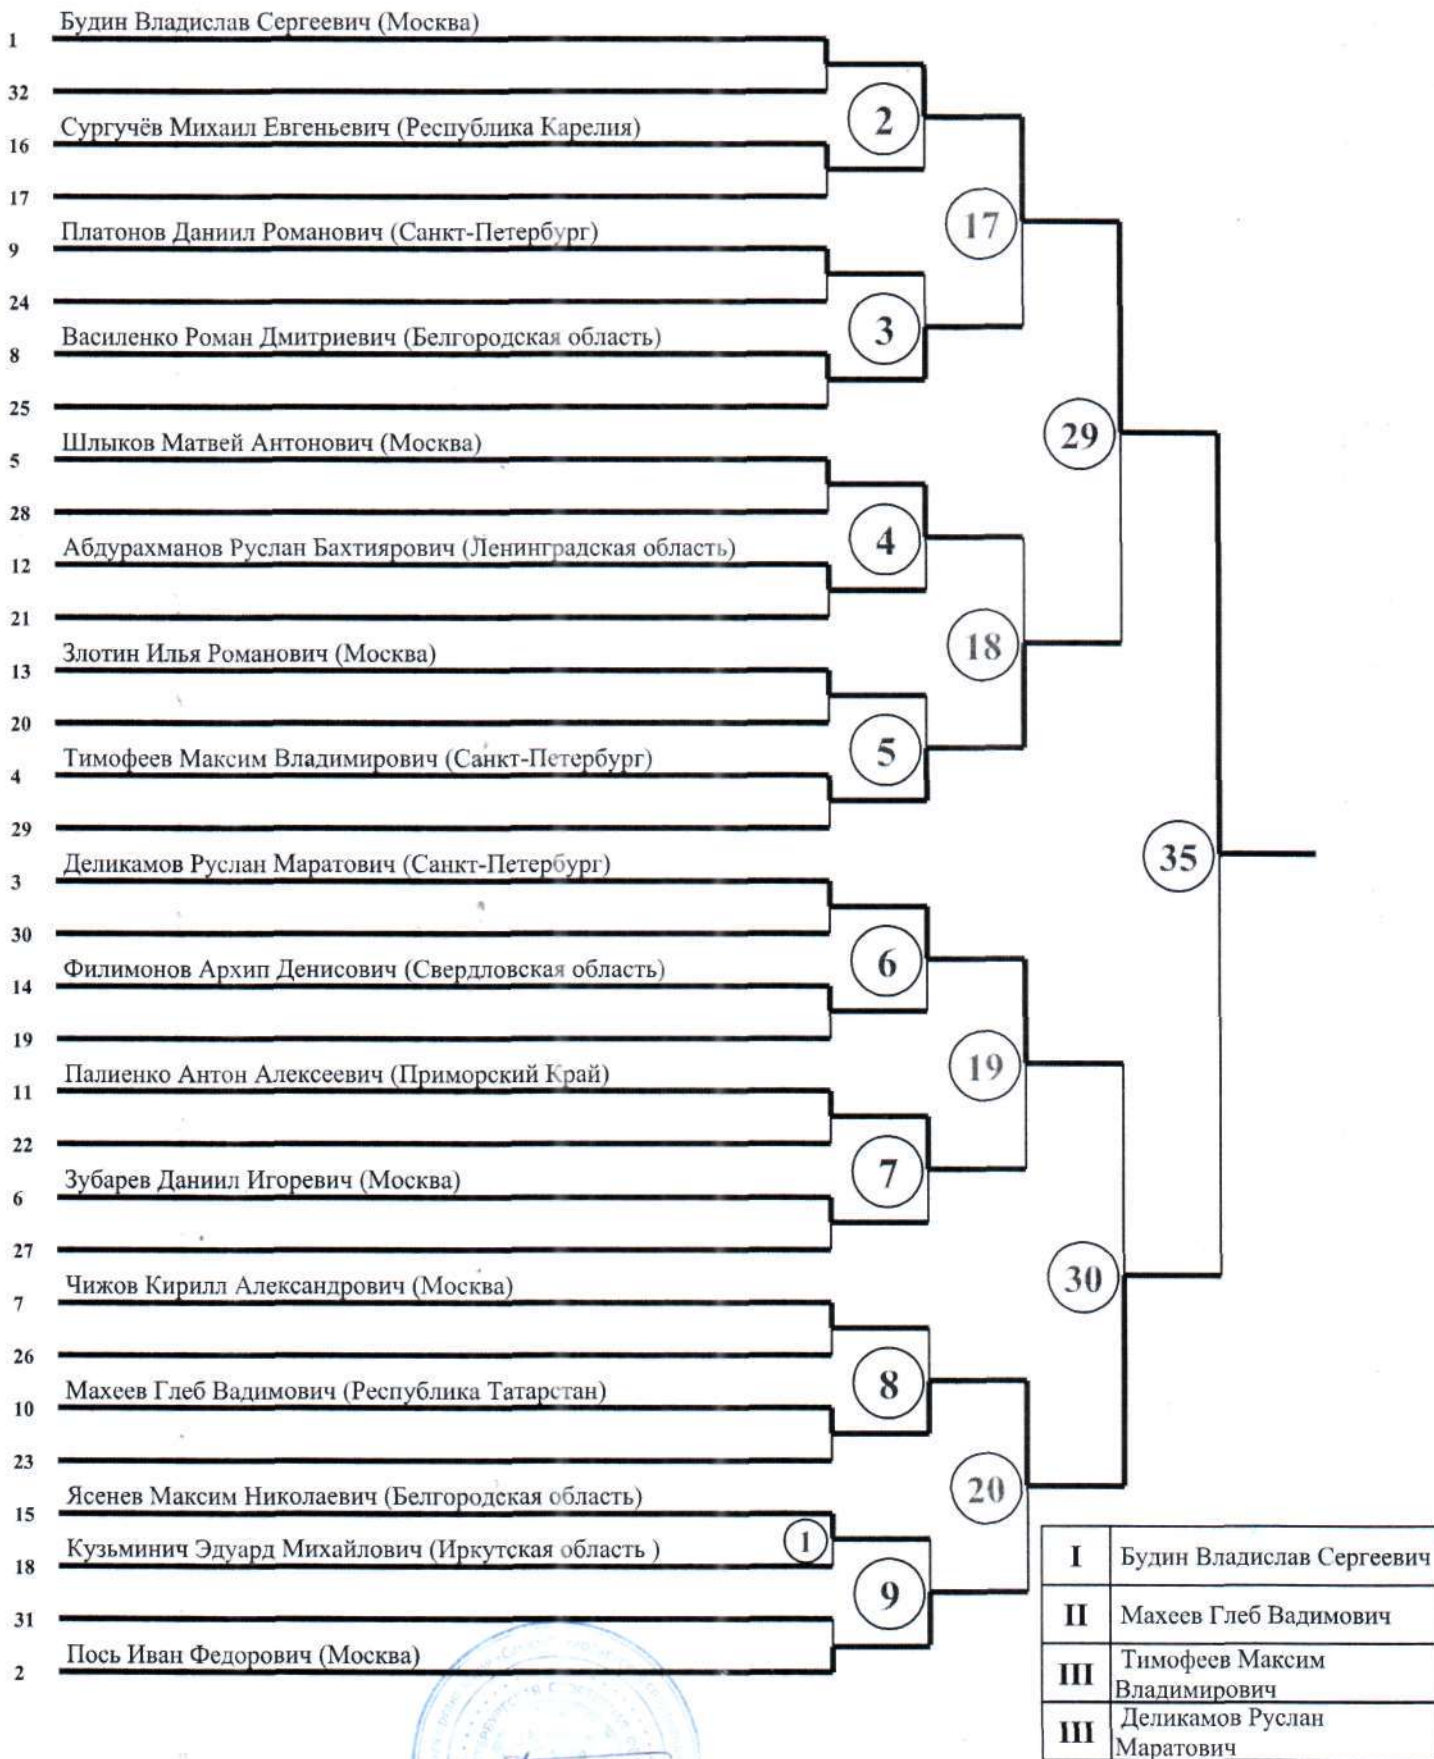 Будин Владислав Сергеевич (Москва)
1
32
Сургучёв Михаил Евгеньевич (Республика Карелия)
16
2
17
Платонов Даниил Романович (Санкт-Петербург)
9
17
24
3
Василенко Роман Дмитриевич (Белгородская область)
8
25
Шлыков Матвей Антонович (Москва)
5
29
28
4
Абдурахманов Руслан Бахтиярович (Ленинградская область)
12
21
18
Злотин Илья Романович (Москва)
13
20
5
Тимофеев Максим Владимирович (Санкт-Петербург)
4
29
Деликамов Руслан Маратович (Санкт-Петербург)
3
35
30
6
Филимонов Архип Денисович (Свердловская область)
14
19
19
Палиенко Антон Алексеевич (Приморский Край)
11
22
7
Зубарев Даниил Игоревич (Москва)
6
27
30
Чижов Кирилл Александрович (Москва)
7
26
8
Махеев Глеб Вадимович (Республика Татарстан)
10
23
20
Ясенев Максим Николаевич (Белгородская область)
15
1
Кузьминич Эдуард Михайлович (Иркутская область )
18
9
31
Пось Иван Федорович (Москва)
2
I Будин Владислав Сергеевич
II Махеев Глеб Вадимович
III Тимофеев Максим
Владимирович
III Деликамов Руслан
Маратович